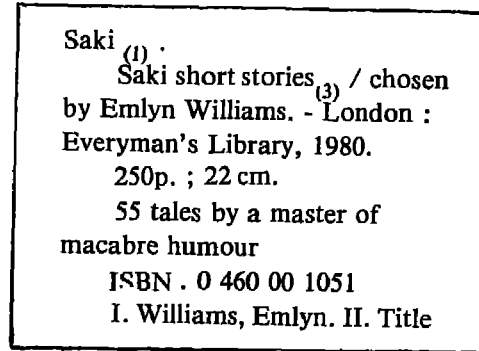 Saki (1) .
Saki short stories (3) / chosen
by Emlyn Williams. - London :
Everyman's Library, 1980.
250p. ; 22 cm.
55 tales by a master of
macabre humour
ISBN . 0 460 00 1051
I. Williams, Emlyn. II. Title